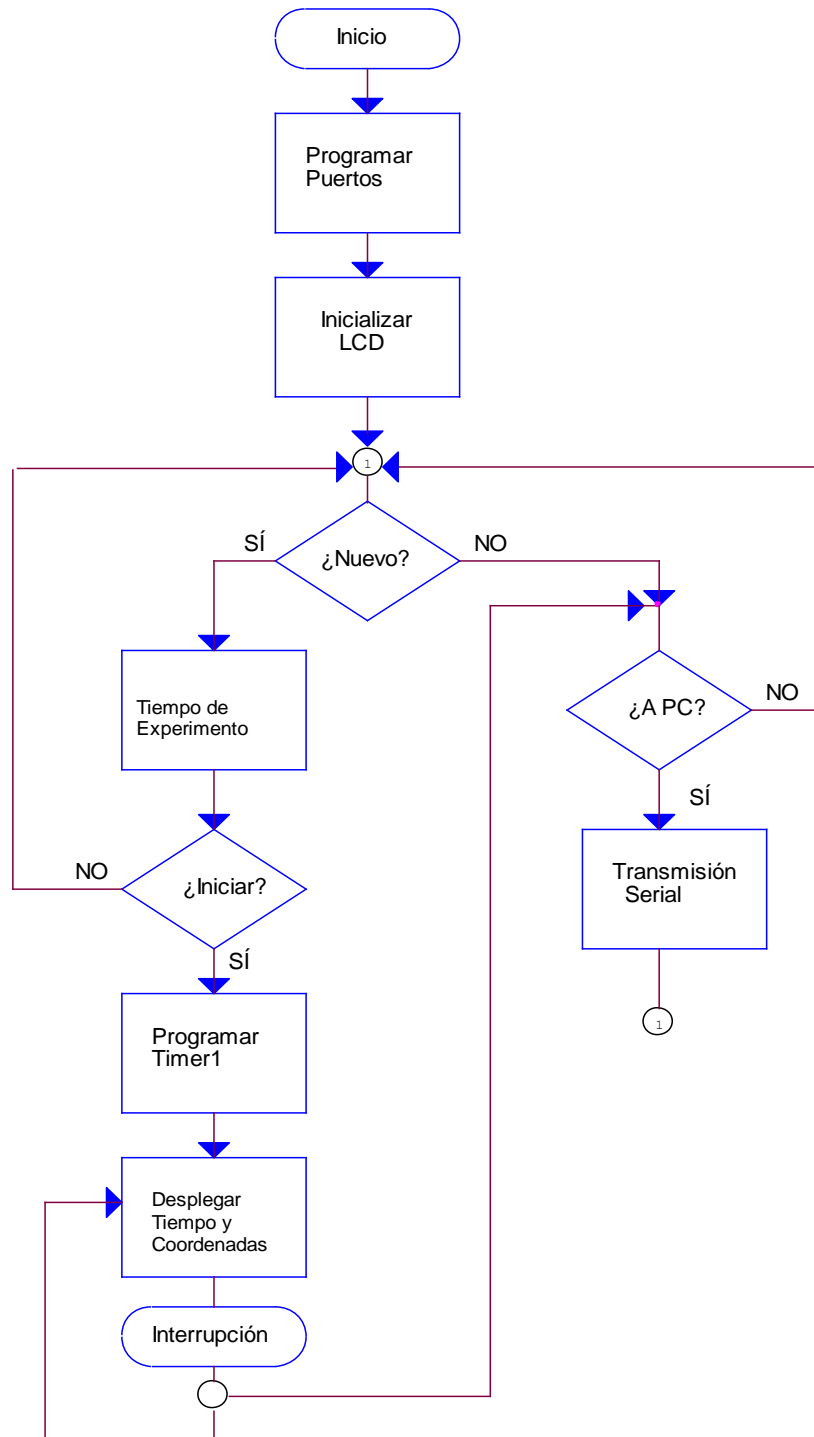 Inicio
Programar
Puertos
Inicializar
LCD
1
¿Nuevo?
SÍ
NO
Tiempo de
Experimento
¿A PC?
NO
SÍ
¿Iniciar?
NO
SÍ
Transmisión
Serial
1
Programar
Timer1
Desplegar
Tiempo y
Coordenadas
Interrupción